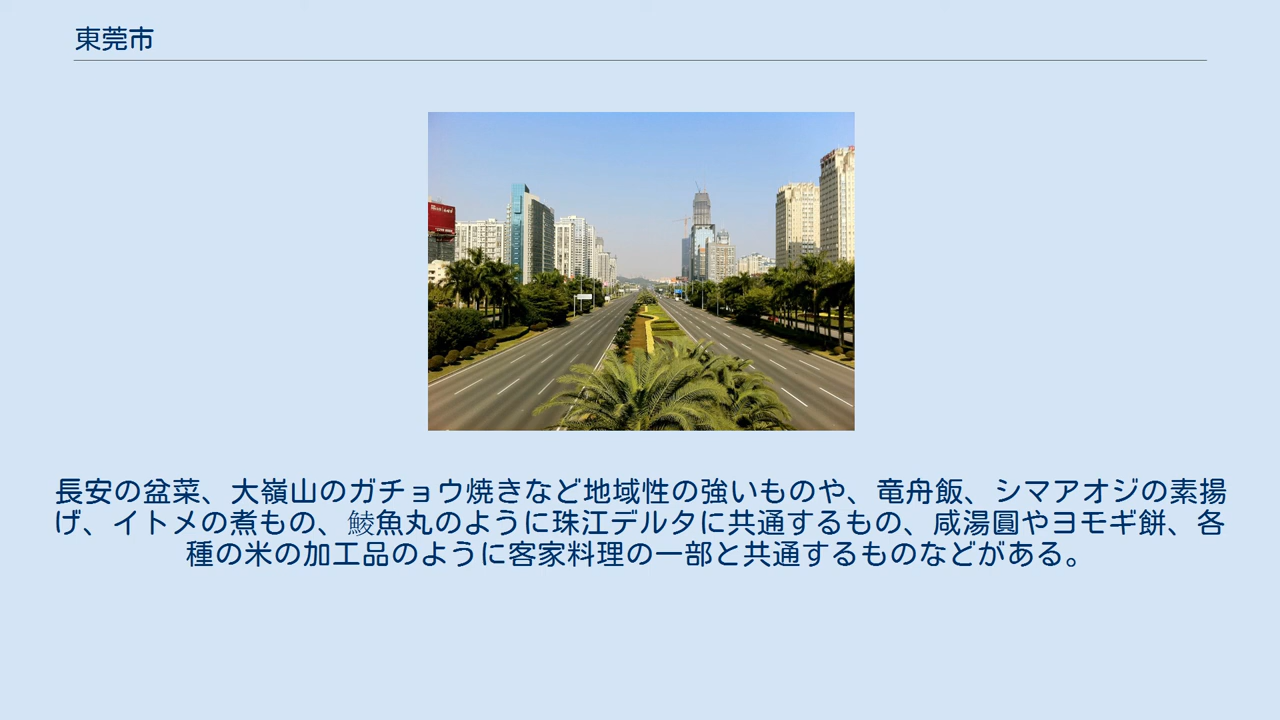 東莞市
長安の盆菜、大嶺山のガチョウ焼きなど地域性の強いものや、竜舟飯、シマアオジの素揚
げ、イトメの煮もの、鯪魚丸のように珠江デルタに共通するもの、咸湯圓やヨモギ餅、各
種の米の加工品のように客家料理の一部と共通するものなどがある。